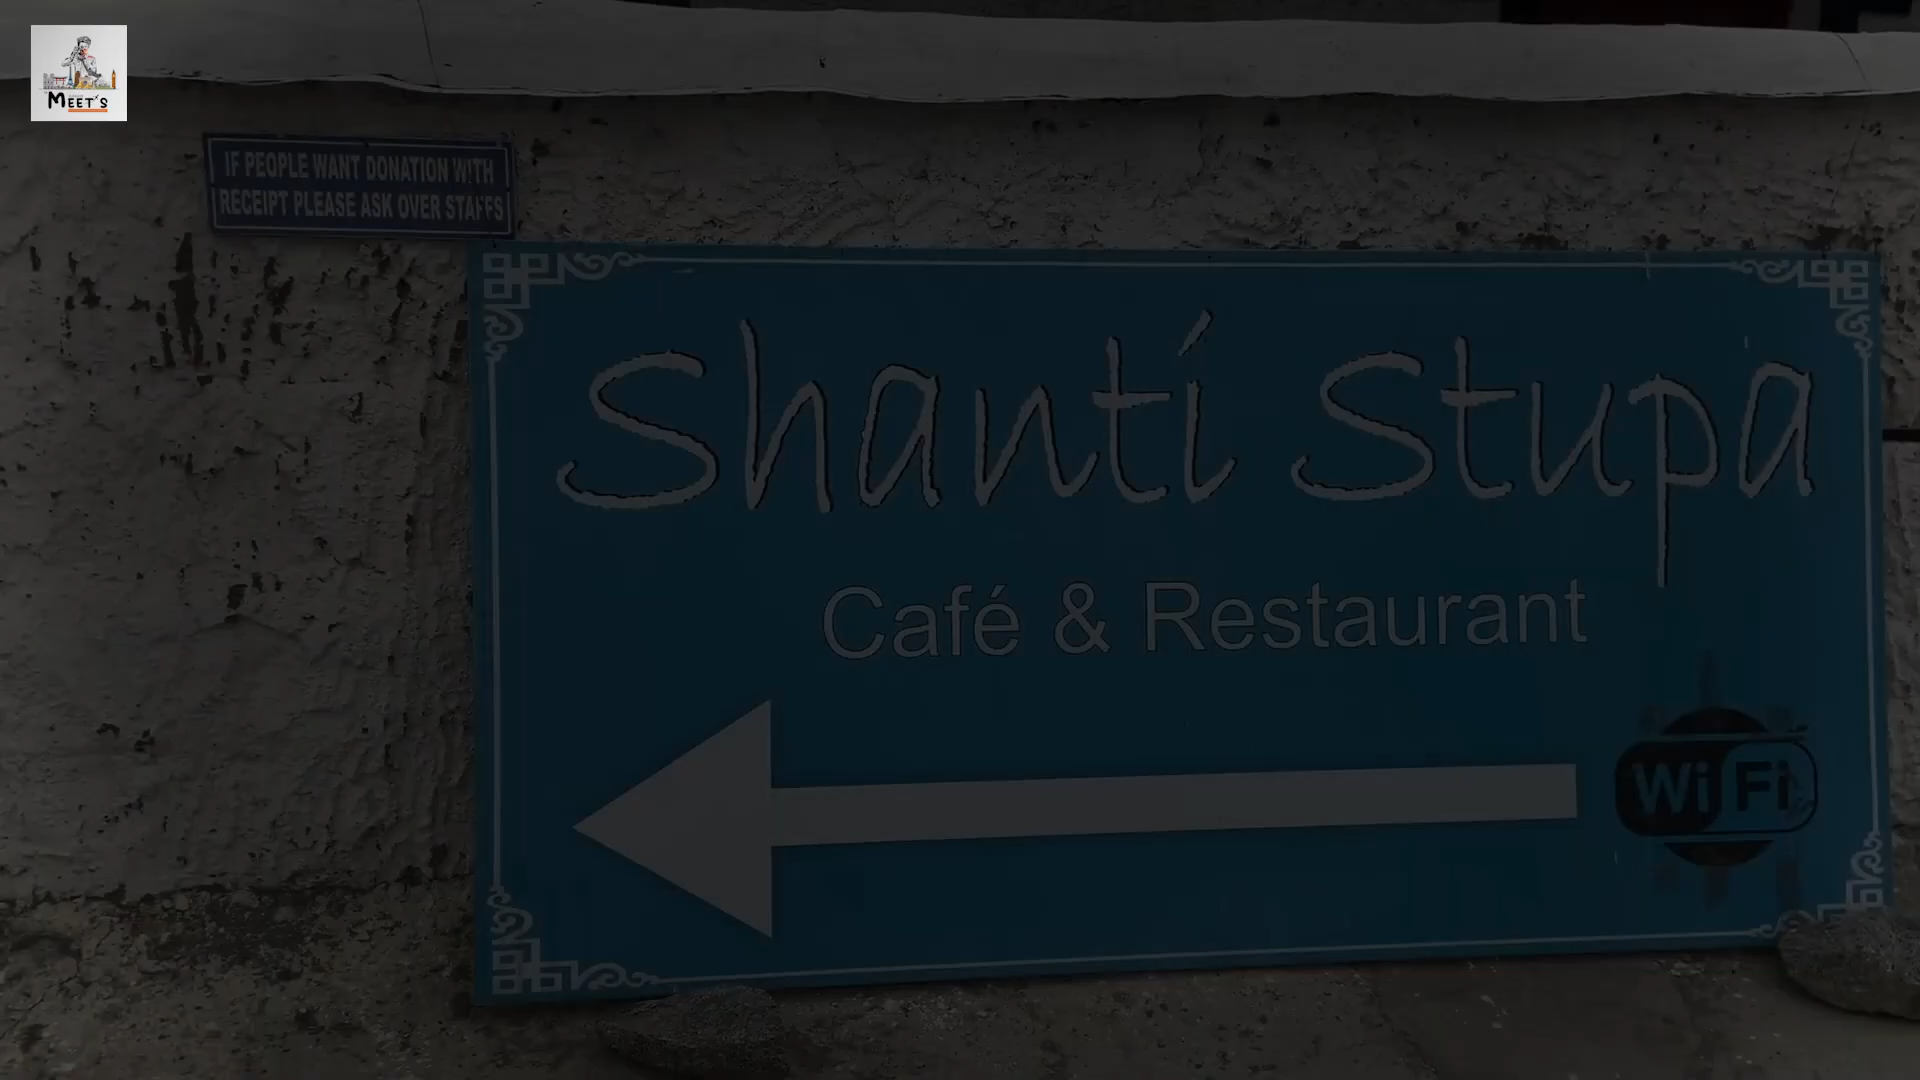 MEET'S
IF PEOPLE WANT DONATION WITH
RECEIPT PLEASE ASK OVER STAFFS
Shanti Stupa
Café & Restaurant
Wi Fi